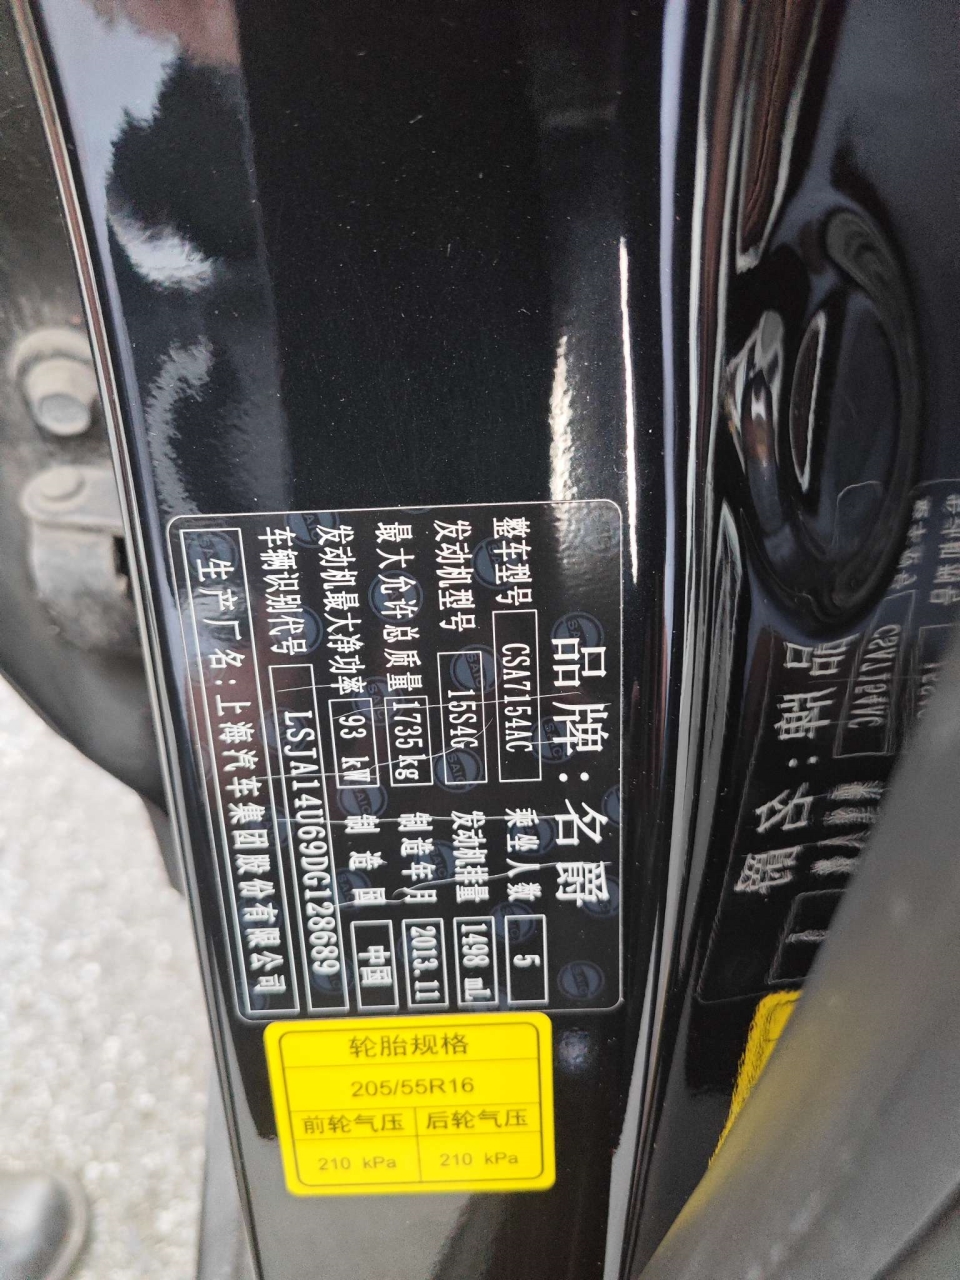 品牌：名爵
整车型号 CSA7154AC 乘坐人数 5
发动机型号 15S4G 发动机排量 1498 mL
最大允许总质量 1735kg 制造年月 2013.11
发动机最大净功率 93 kW 制造国 中国
车辆识别代号 LSJA14U69DG128689
生产厂名：上海汽车集团股份有限公司
轮胎规格
205/55R16
前轮气压 后轮气压
210 kPa 210 kPa